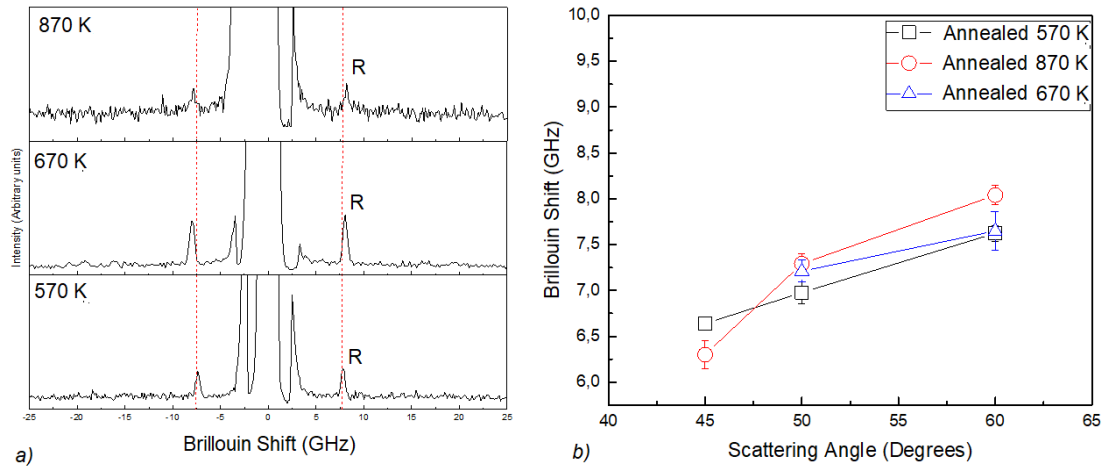 870 K
R
670 K
R
570 K
R
Intensity (Arbitrary units)
-25 -20 -15 -10 -5 0 5 10 15 20 25
Brillouin Shift (GHz)
a)
10,0
9,5
9,0
8,5
8,0
7,5
7,0
6,5
6,0
Brillouin Shift (GHz)
Annealed 570 K
Annealed 870 K
Annealed 670 K
40 45 50 55 60 65
Scattering Angle (Degrees)
b)